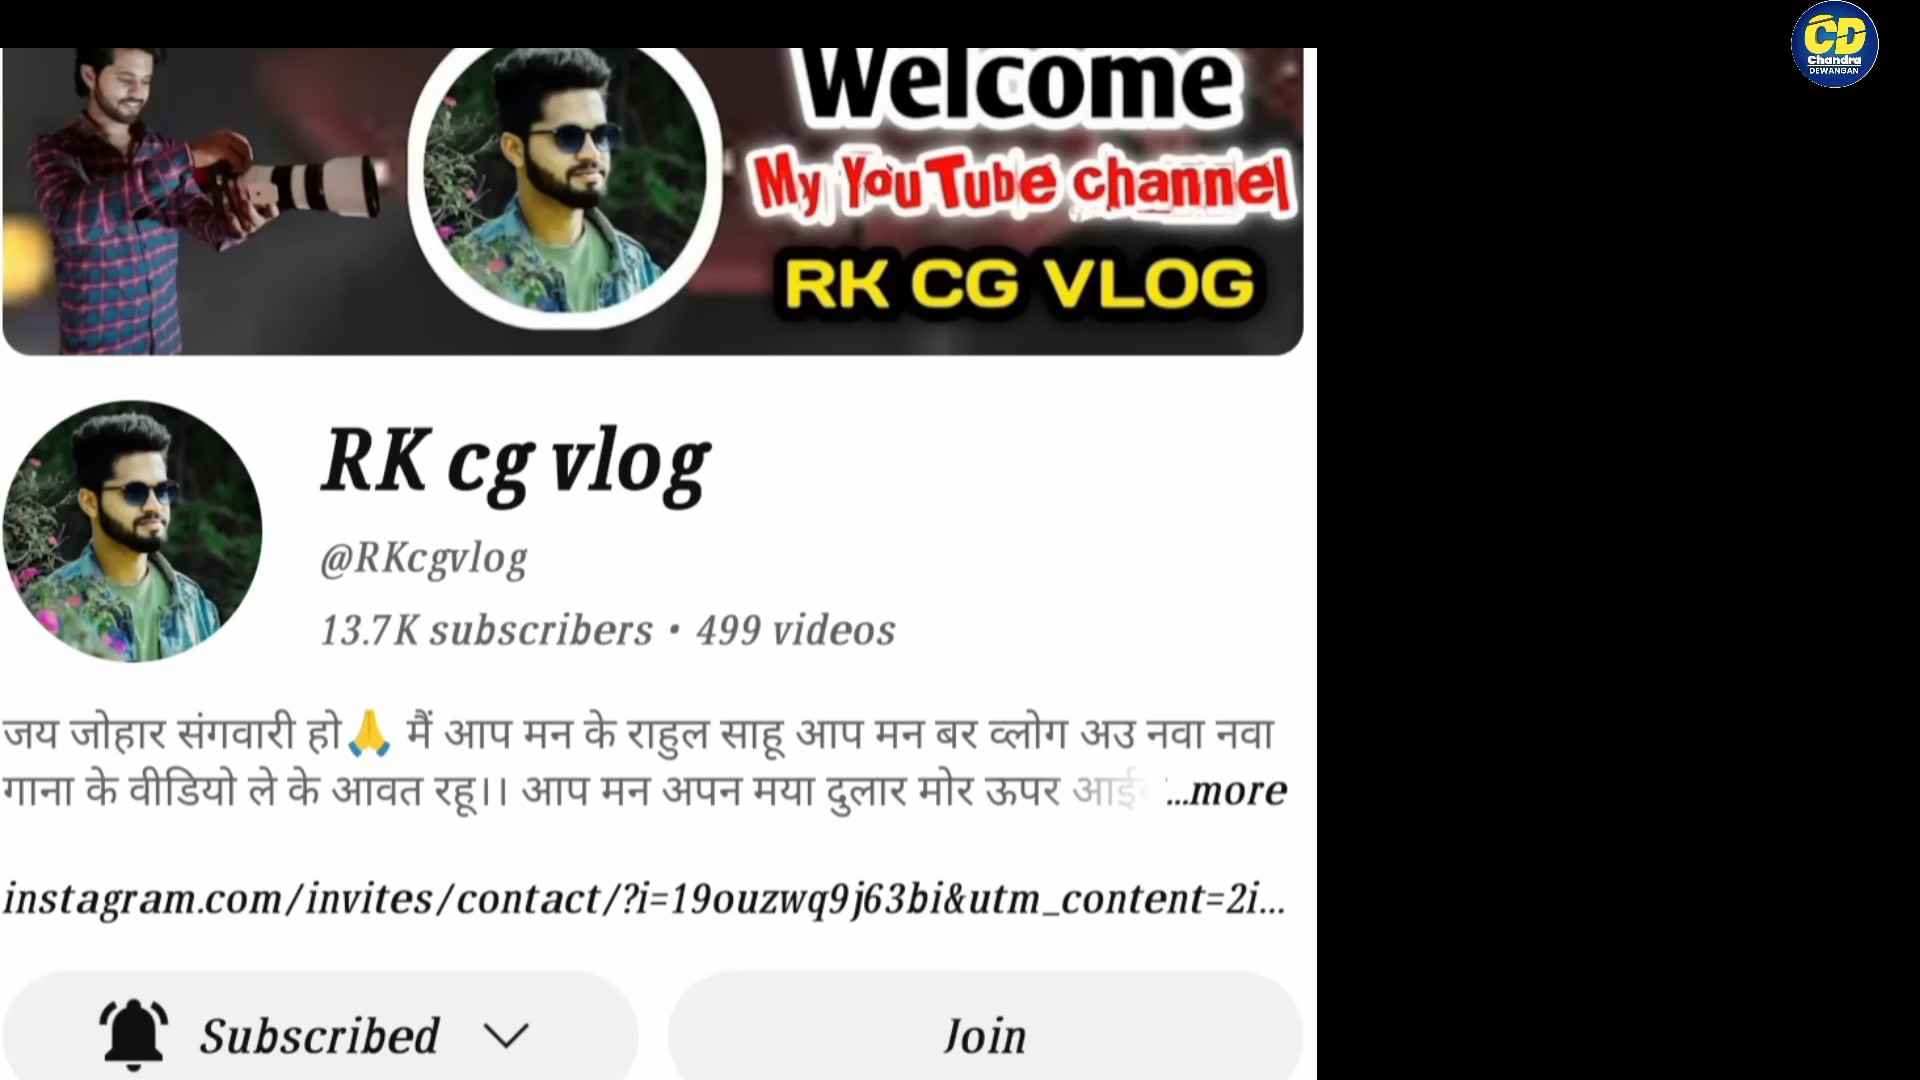 CD
Chandra
DEWANGAN
Welcome
My YouTube channel
RK CG VLOG
RK cg vlog
@RKcgvlog
13.7K subscribers • 499 videos
जय जोहार संगवारी हो🙏 मैं आप मन के राहुल साहू आप मन बर व्लोग अउ नवा नवा
गाना के वीडियो ले के आवत रहू।। आप मन अपन मया दुलार मोर ऊपर ...more
instagram.com/invites/contact/?i=19ouzwq9j63bi&utm_content=2i...
Subscribed
Join